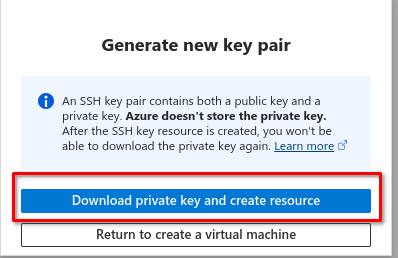 Generate new key pair
An SSH key pair contains both a public key and a
private key. Azure doesn't store the private key.
After the SSH key resource is created, you won't be
able to download the private key again. Learn more
Download private key and create resource
Return to create a virtual machine